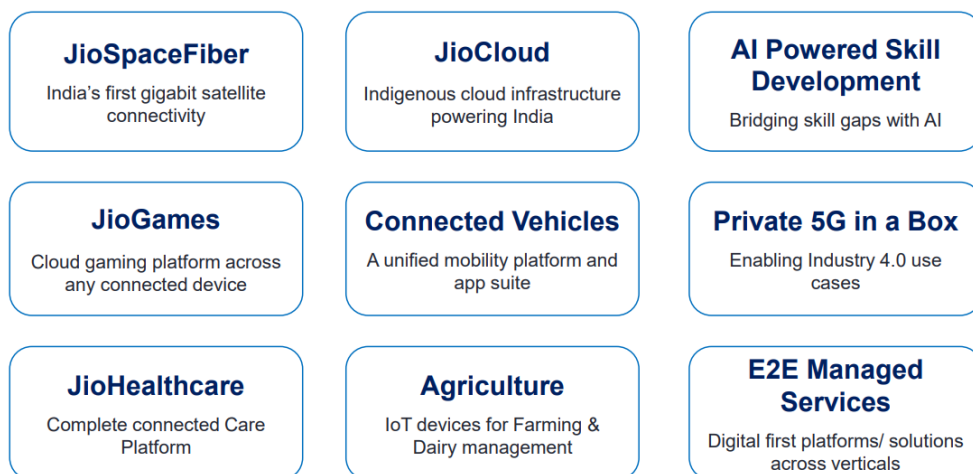 JioSpaceFiber
India's first gigabit satellite
connectivity
JioCloud
Indigenous cloud infrastructure
powering India
AI Powered Skill
Development
Bridging skill gaps with AI
JioGames
Cloud gaming platform across
any connected device
Connected Vehicles
A unified mobility platform and
app suite
Private 5G in a Box
Enabling Industry 4.0 use
cases
JioHealthcare
Complete connected Care
Platform
Agriculture
IoT devices for Farming &
Dairy management
E2E Managed
Services
Digital first platforms/ solutions
across verticals